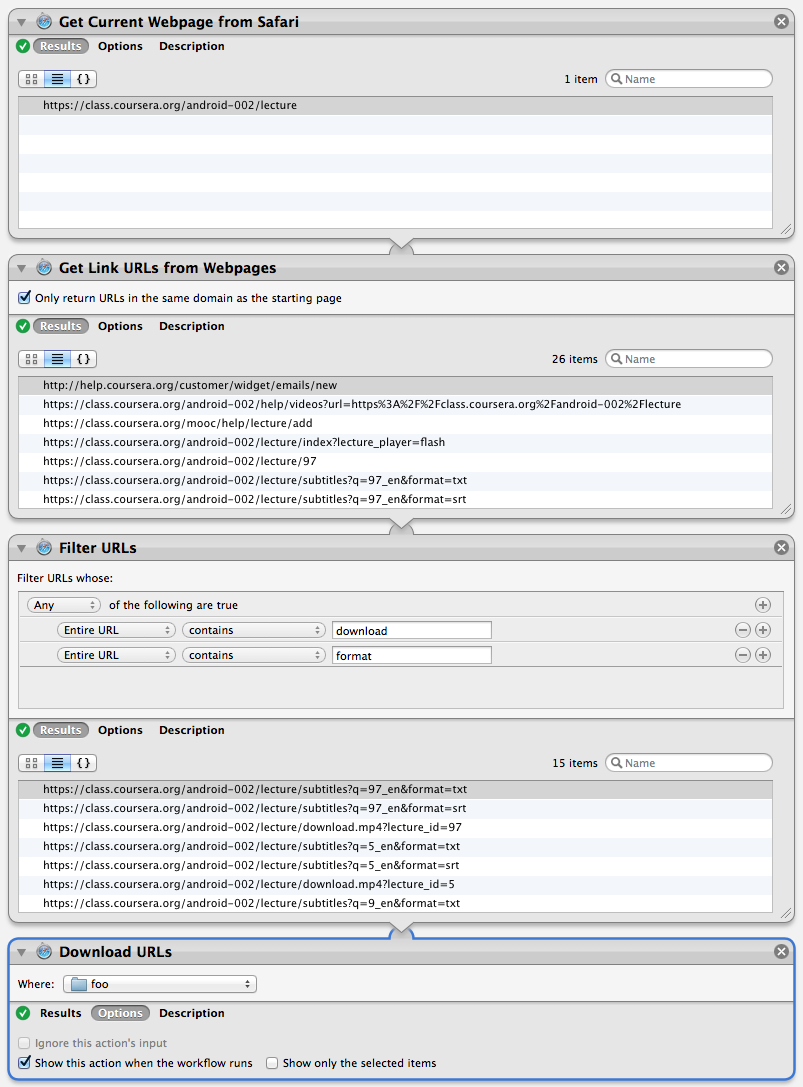 Get Current Webpage from Safari
Results Options Description
1 item Name
https://class.coursera.org/android-002/lecture
Get Link URLs from Webpages
Only return URLs in the same domain as the starting page
Results Options Description
26 items Name
http://help.coursera.org/customer/widget/emails/new
https://class.coursera.org/android-002/help/videos?url=https%3A%2F%2Fclass.coursera.org%2Fandroid-002%2Flecture
https://class.coursera.org/mooc/help/lecture/add
https://class.coursera.org/android-002/lecture/index?lecture_player=flash
https://class.coursera.org/android-002/lecture/97
https://class.coursera.org/android-002/lecture/subtitles?q=97_en&format=txt
https://class.coursera.org/android-002/lecture/subtitles?q=97_en&format=srt
Filter URLs
Filter URLs whose:
Any of the following are true
Entire URL contains download
Entire URL contains format
Results Options Description
15 items Name
https://class.coursera.org/android-002/lecture/subtitles?q=97_en&format=txt
https://class.coursera.org/android-002/lecture/subtitles?q=97_en&format=srt
https://class.coursera.org/android-002/lecture/download.mp4?lecture_id=97
https://class.coursera.org/android-002/lecture/subtitles?q=5_en&format=txt
https://class.coursera.org/android-002/lecture/subtitles?q=5_en&format=srt
https://class.coursera.org/android-002/lecture/download.mp4?lecture_id=5
https://class.coursera.org/android-002/lecture/subtitles?q=9_en&format=txt
Download URLs
Where: foo
Results Options Description
Ignore this action's input
Show this action when the workflow runs Show only the selected items